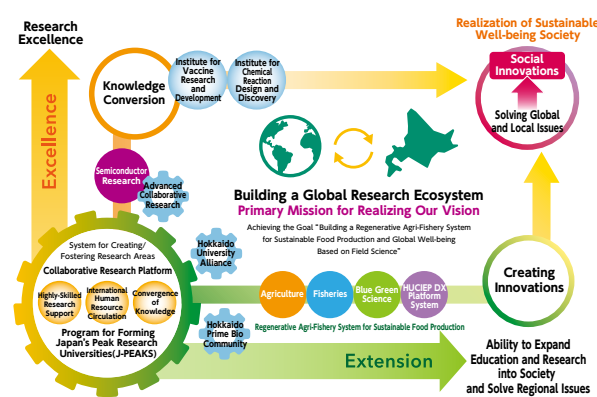 Research
Excellence
Excellence
Knowledge
Conversion
Institute for
Vaccine
Research
and
Development
Institute for
Chemical
Reaction
Design and
Discovery
Realization of Sustainable
Well-being Society
Social
Innovations
Solving Global
and Local Issues
Semiconductor
Research
Advanced
Collaborative
Research
Building a Global Research Ecosystem
Primary Mission for Realizing Our Vision
Achieving the Goal “Building a Regenerative Agri-Fishery System
for Sustainable Food Production and Global Well-being
Based on Field Science”
System for Creating/
Fostering Research Areas
Collaborative Research Platform
Highly-Skilled
Research
Support
International
Human
Resource
Circulation
Convergence
of
Knowledge
Program for Forming
Japan's Peak Research
Universities(J-PEAKS)
Hokkaido
University
Alliance
Hokkaido
Prime Bio
Community
Agriculture
Fisheries
Blue Green
Science
HUCIEP DX
Platform
System
Regenerative Agri-Fishery System for Sustainable Food Production
Creating
Innovations
Extension
Ability to Expand
Education and Research
into Society
and Solve Regional Issues